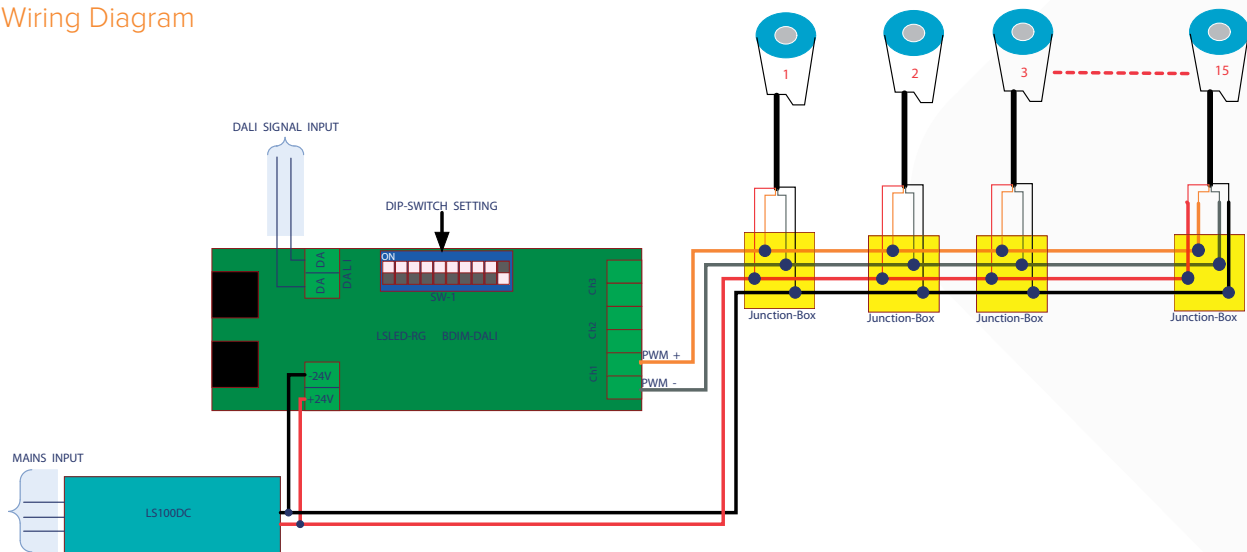 Wiring Diagram
1
2
3
15
DALI SIGNAL INPUT
DIP-SWITCH SETTING
ON
SW-1
DA
DA
DALI
LSLED-RG BDIM-DALI
Ch3
Ch2
Ch1
PWM +
PWM -
-24V
+24V
Junction-Box
Junction-Box
Junction-Box
Junction-Box
MAINS INPUT
LS100DC